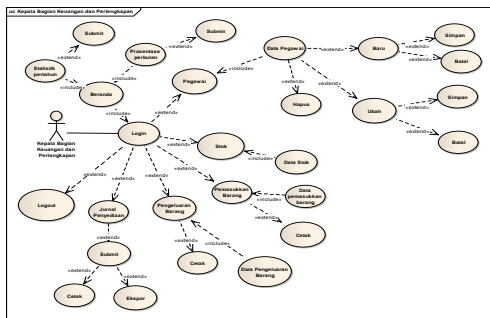 uc Kepala Bagian Keuangan dan Perlengkapan
Submit
Submit
Simpan
Prosentase
perbulan
Data Pegawai
Baru
«extend»
«extend»
«extend»
«extend»
Statistik
pertahun
«extend»
Batal
«include»
«include»
Pegawai
«extend»
«include»
Beranda
«extend»
Simpan
Hapus
Ubah
«extend»
«include»
«extend»
Kepala Bagian
Keuangan dan
Perlengkapan
Login
«extend»
«extend»
Stok
Batal
«include»
Data Stok
«extend»
«extend»
«extend»
«extend»
Pemasukkan
Barang
«include»
Data
pemasukkan
barang
Logout
Jurnal
Penyediaan
Pengeluaran
Barang
«extend»
Cetak
Submit
«extend»
«include»
«extend»
«extend»
Cetak
Data Pengeluaran
Barang
Cetak
Ekspor